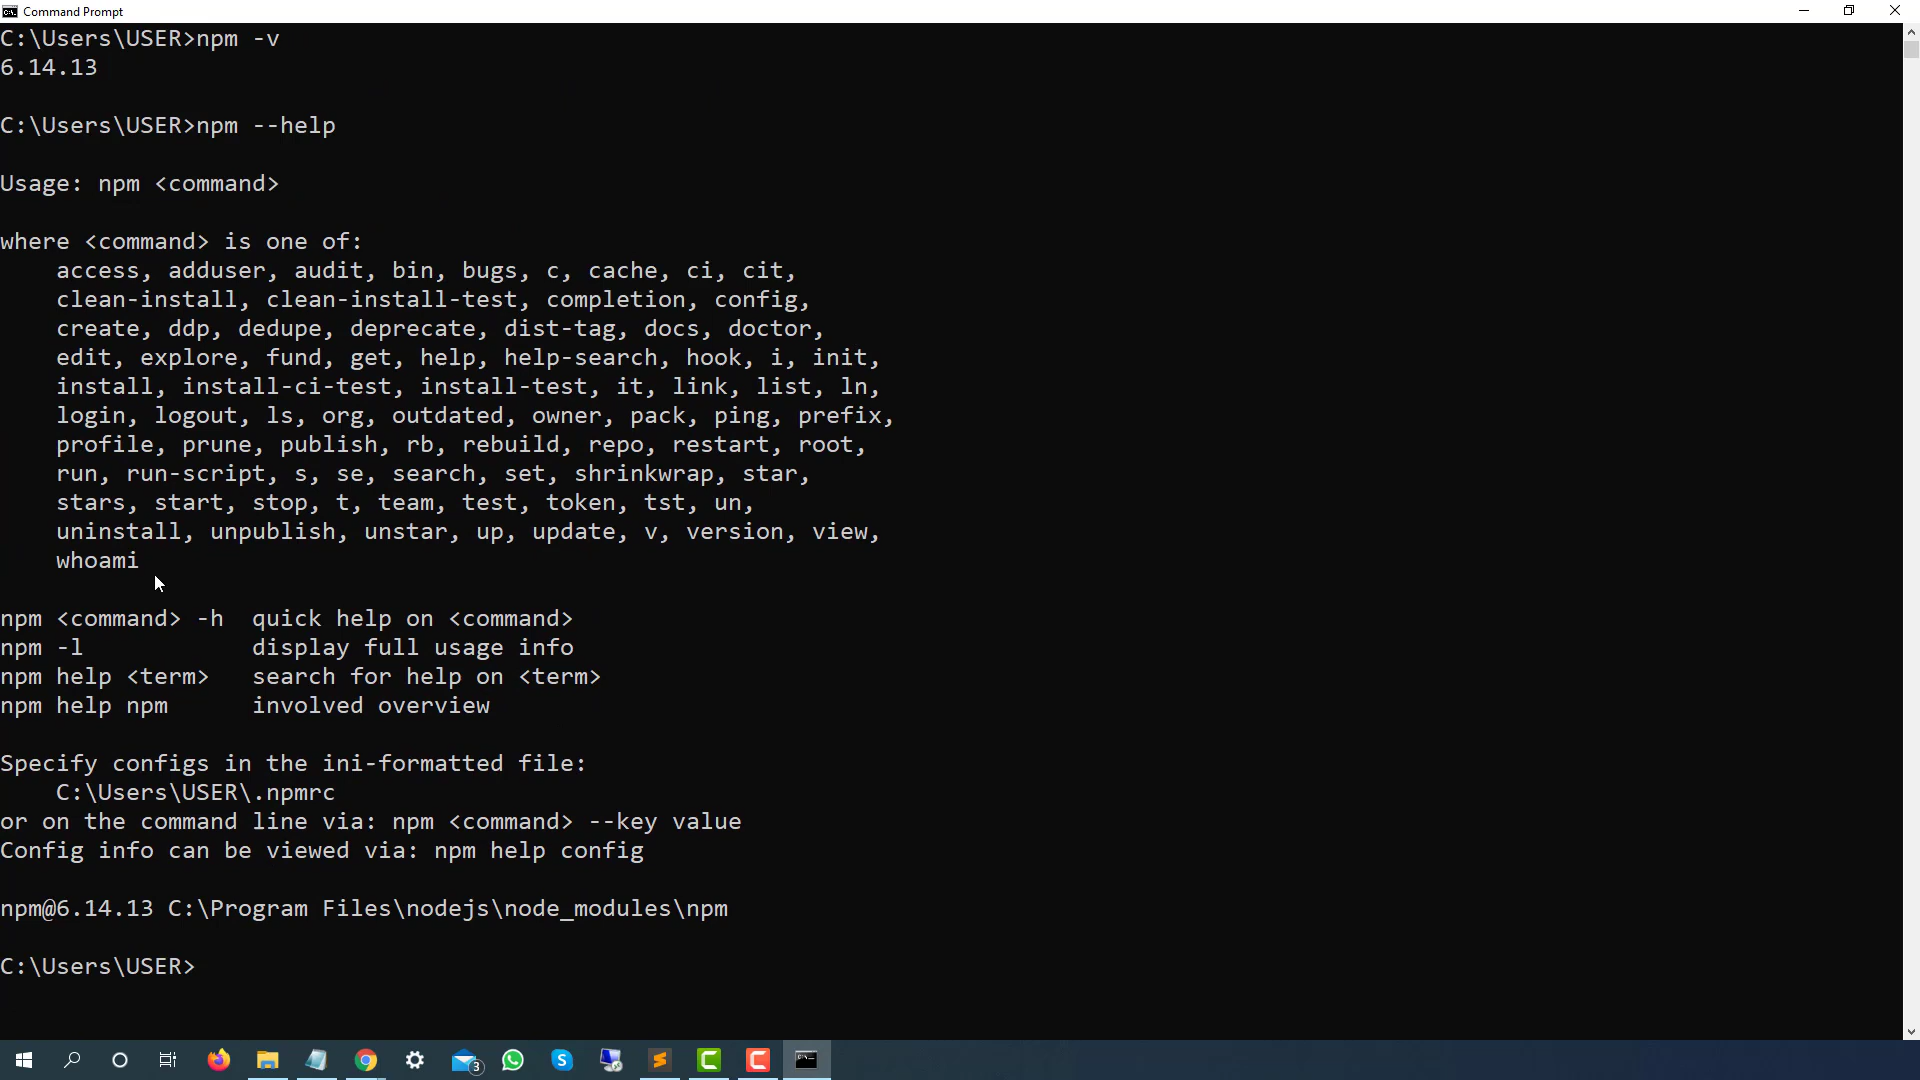 Command Prompt
C:\Users\USER>npm -v
6.14.13
C:\Users\USER>npm --help
Usage: npm <command>
where <command> is one of:
    access, adduser, audit, bin, bugs, c, cache, ci, cit,
    clean-install, clean-install-test, completion, config,
    create, ddp, dedupe, deprecate, dist-tag, docs, doctor,
    edit, explore, fund, get, help, help-search, hook, i, init,
    install, install-ci-test, install-test, it, link, list, ln,
    login, logout, ls, org, outdated, owner, pack, ping, prefix,
    profile, prune, publish, rb, rebuild, repo, restart, root,
    run, run-script, s, se, search, set, shrinkwrap, star,
    stars, start, stop, t, team, test, token, tst, un,
    uninstall, unpublish, unstar, up, update, v, version, view,
    whoami
npm <command> -h  quick help on <command>
npm -l            display full usage info
npm help <term>   search for help on <term>
npm help npm      involved overview
Specify configs in the ini-formatted file:
    C:\Users\USER\.npmrc
or on the command line via: npm <command> --key value
Config info can be viewed via: npm help config
npm@6.14.13 C:\Program Files\nodejs\node_modules\npm
C:\Users\USER>
3